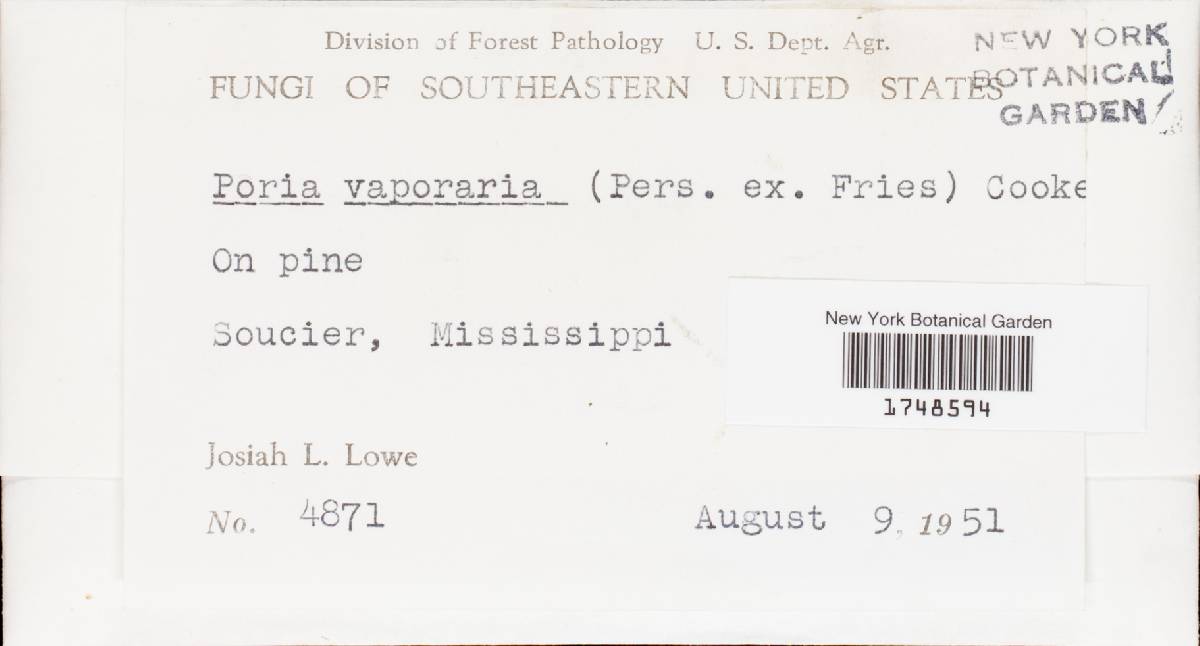 Division of Forest Pathology U. S. Dept. Agr.
NEW YORK
BOTANICAL
GARDEN
FUNGI OF SOUTHEASTERN UNITED STATES
Poria vaporaria (Pers. ex. Fries) Cooke
On pine
Soucier, Mississippi
New York Botanical Garden
1748594
Josiah L. Lowe
No. 4871
August 9, 1951